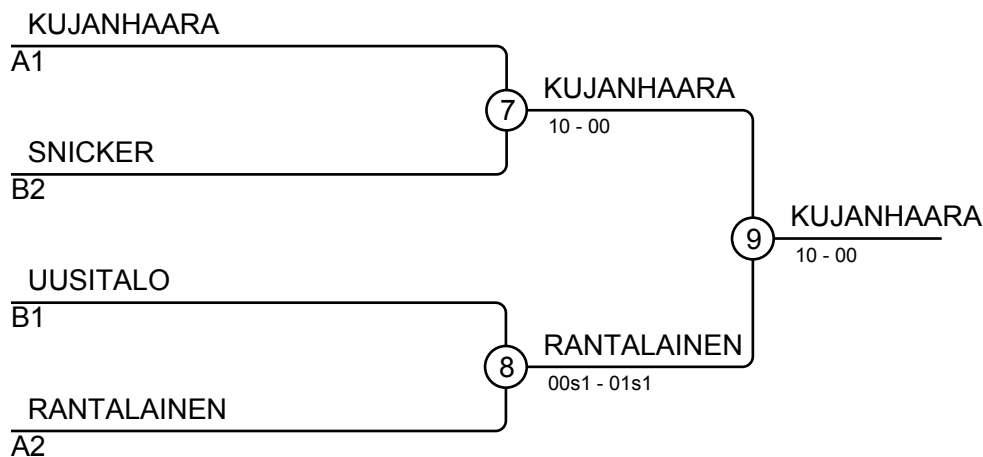 KUJANHAARA
A1
7
KUJANHAARA
10 - 00
SNICKER
B2
9
KUJANHAARA
10 - 00
UUSITALO
B1
8
RANTALAINEN
00s1 - 01s1
RANTALAINEN
A2